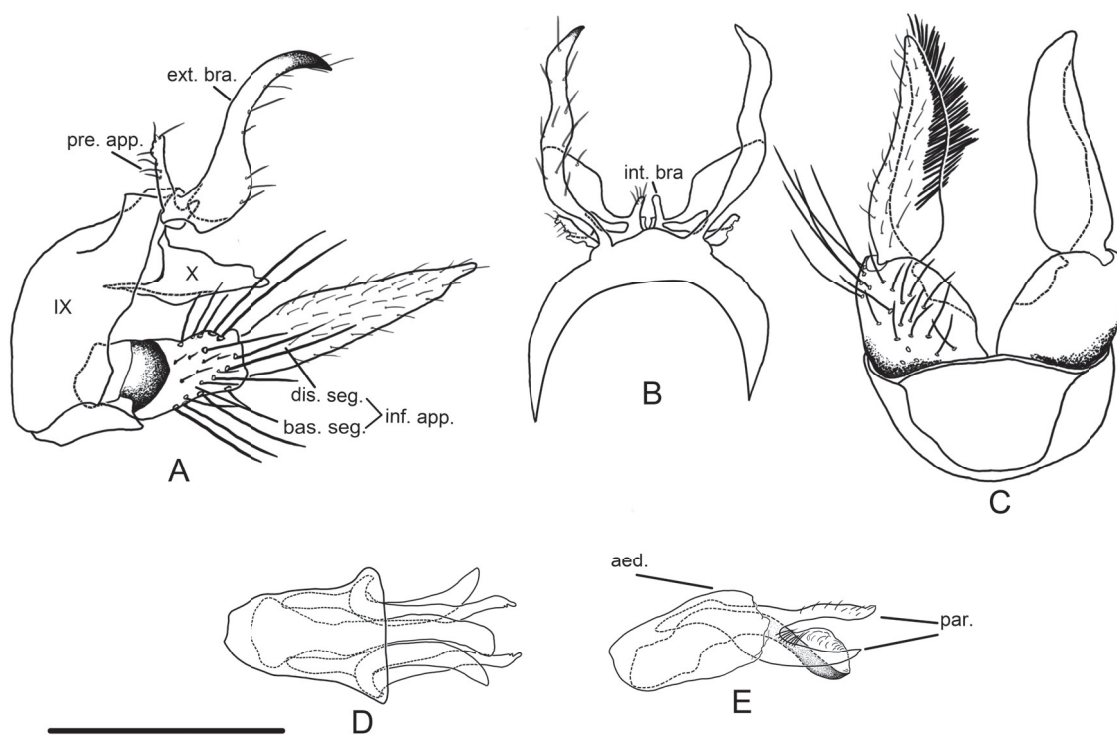 ext. bra.
pre. app.
X
IX
dis. seg.
bas. seg.
inf. app.
A
int. bra
B
C
D
aed.
par.
E